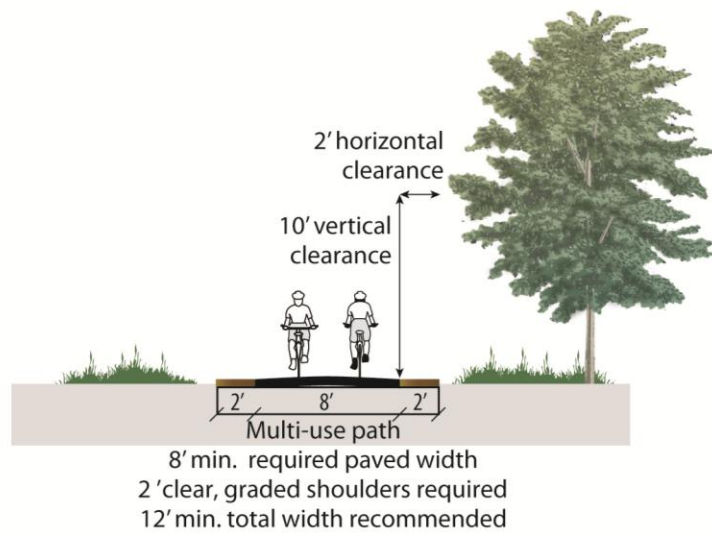 2’ horizontal
clearance
10’ vertical
clearance
2’ 8’ 2’
Multi-use path
8’ min. required paved width
2 ’clear, graded shoulders required
12’ min. total width recommended